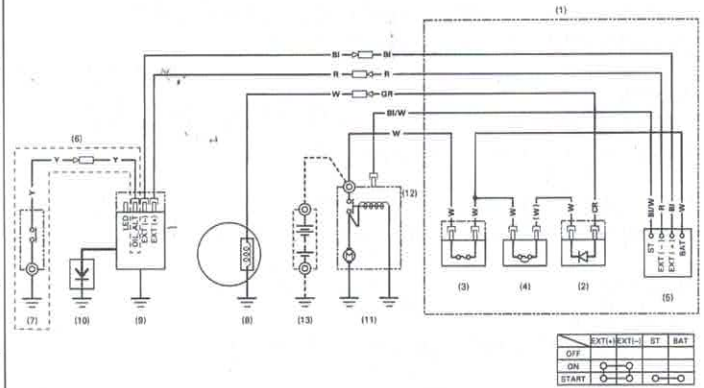 (1)
Bl Bl
R R
W GR
Bl/W
W
(6)
Y Y
Y
LED
OIL ALT
EXT (−)
EXT (+)
(12)
W
W
W
(W)
W
GR
Bl/W
R
Bl
W
ST
EXT (−)
EXT (+)
BAT
(7)
(10)
(9)
(8)
(13)
(11)
(3)
(4)
(2)
(5)
EXT(+) EXT(−) ST BAT
OFF
ON
START